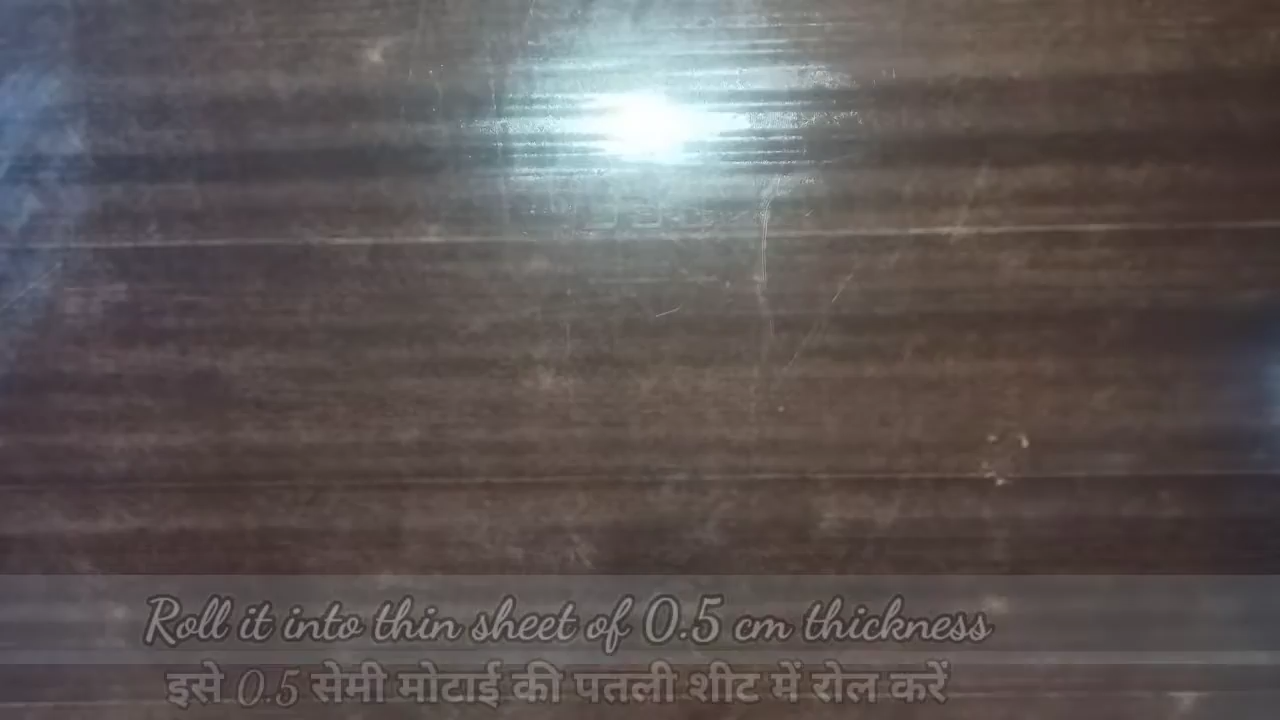 Roll it into thin sheet of 0.5 cm thickness
इसे 0.5 सेमी मोटाई की पतली शीट में रोल करें